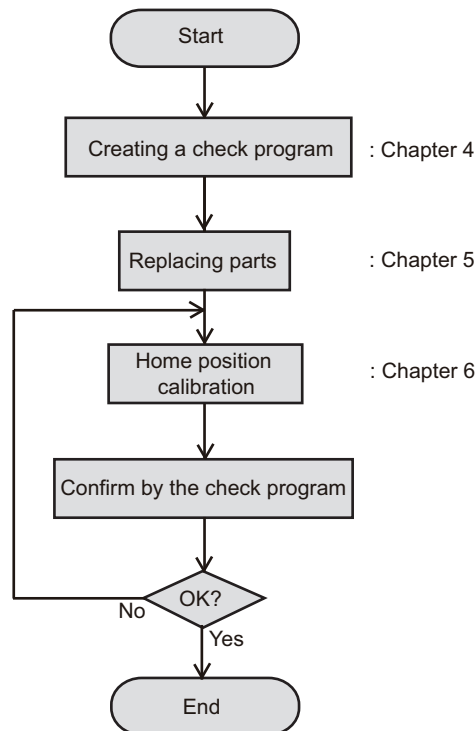 Start
Creating a check program : Chapter 4
Replacing parts : Chapter 5
Home position
calibration
: Chapter 6
Confirm by the check program
OK?
No
Yes
End